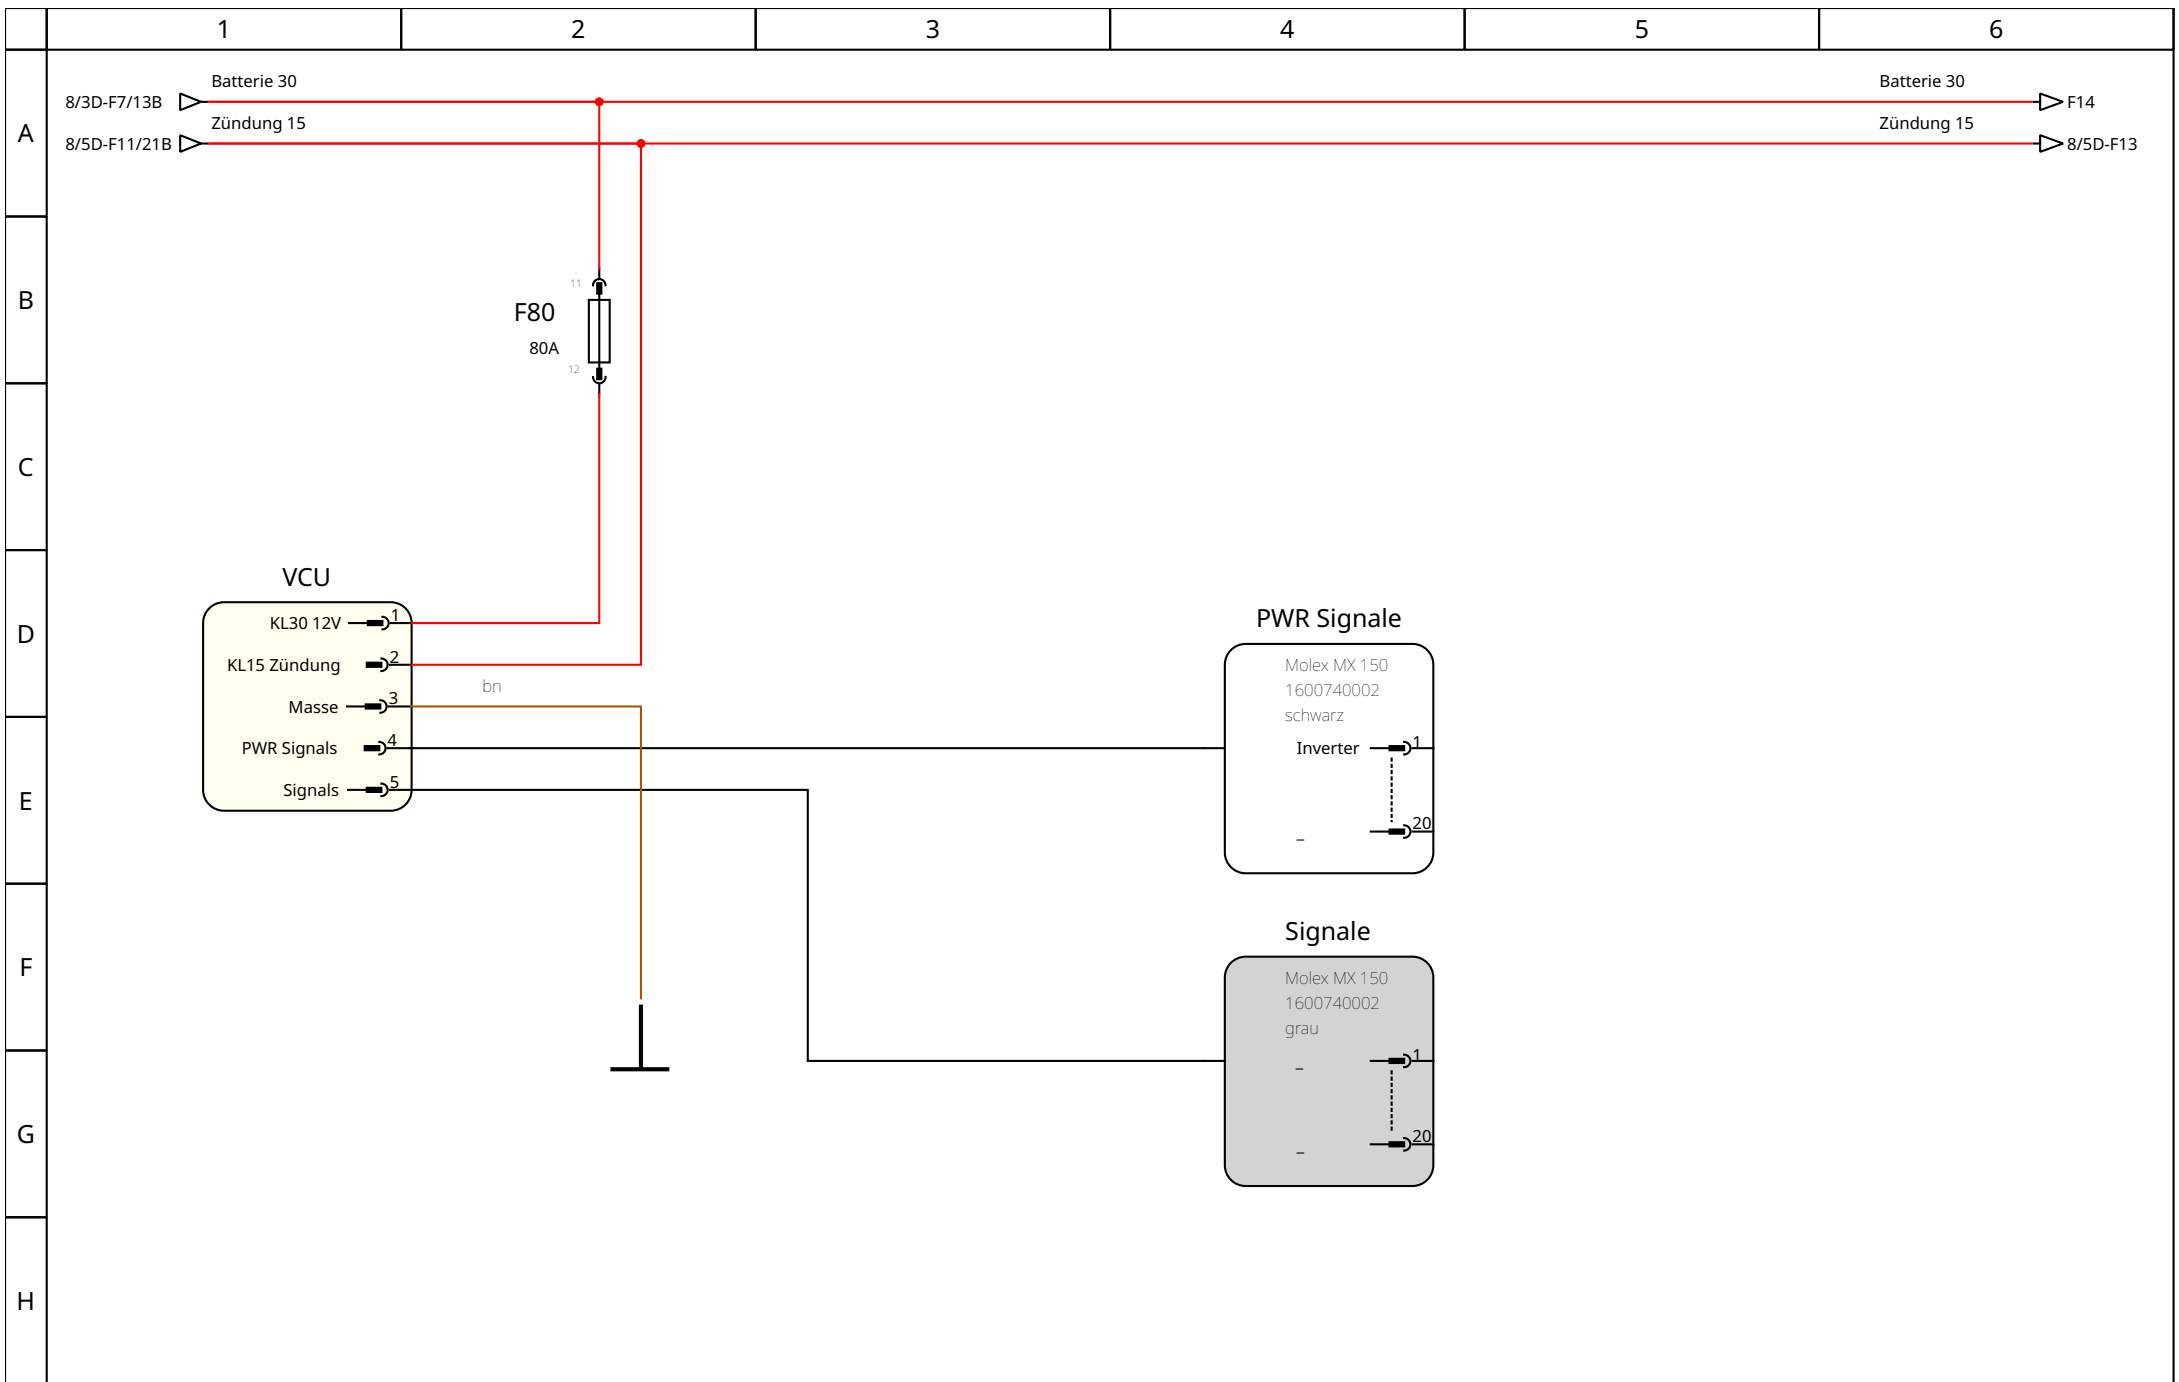 1 2 3 4 5 6
A
Batterie 30
Batterie 30
8/3D-F7/13B
F14
Zündung 15
Zündung 15
8/5D-F11/21B
8/5D-F13
B
11
F80
80A
12
C
D
VCU
KL30 12V 1
KL15 Zündung 2
bn
Masse 3
PWR Signals 4
Signals 5
PWR Signale
Molex MX 150
1600740002
schwarz
Inverter 1
20
_
E
F
Signale
Molex MX 150
1600740002
grau
1
_
20
_
G
H